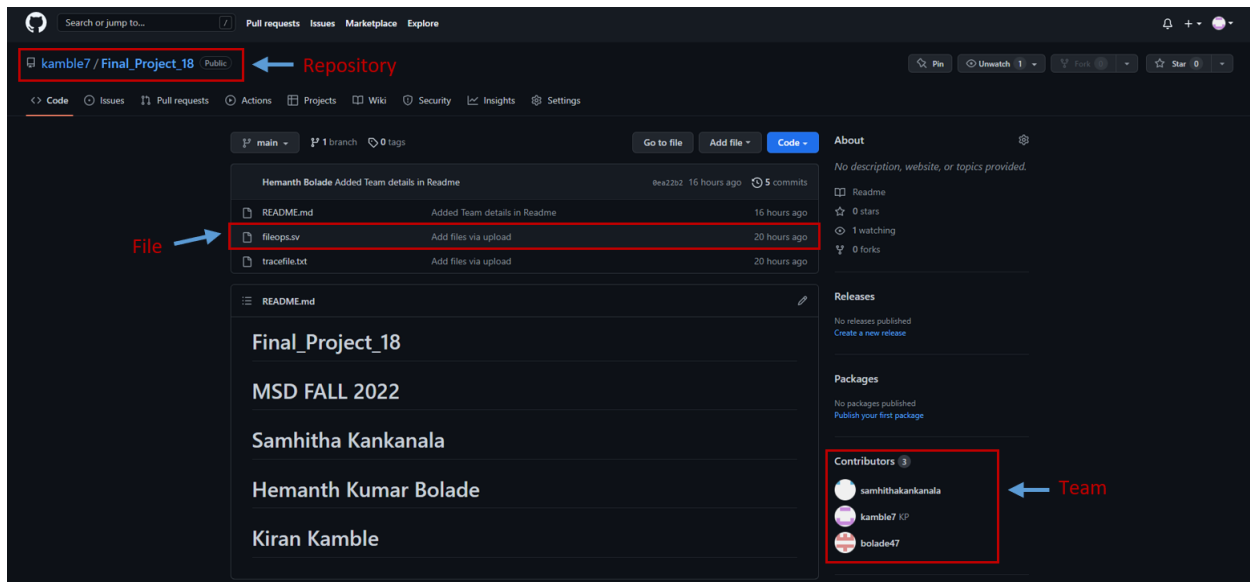 Search or jump to... /
Pull requests Issues Marketplace Explore
kamble7 / Final_Project_18 Public
Repository
Pin
Unwatch 1
Fork 0
Star 0
Code Issues Pull requests Actions Projects Wiki Security Insights Settings
main 1 branch 0 tags
Go to file Add file Code
Hemanth Bolade Added Team details in Readme 0ea22b2 16 hours ago 5 commits
README.md Added Team details in Readme 16 hours ago
File
fileops.sv Add files via upload 20 hours ago
tracefile.txt Add files via upload 20 hours ago
README.md
Final_Project_18
MSD FALL 2022
Samhitha Kankanala
Hemanth Kumar Bolade
Kiran Kamble
About
No description, website, or topics provided.
Readme
0 stars
1 watching
0 forks
Releases
No releases published
Create a new release
Packages
No packages published
Publish your first package
Contributors 3
samhithakankanala
kamble7 KP
bolade47
Team